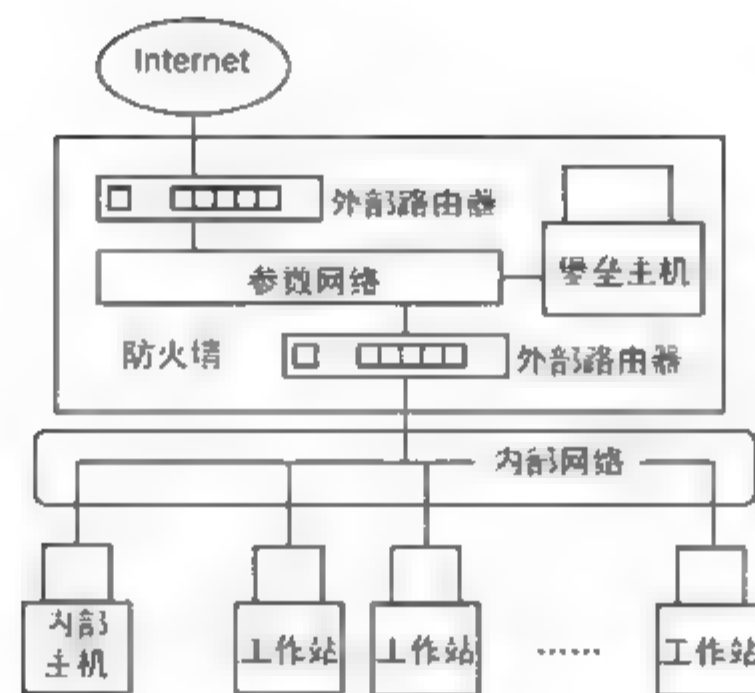 Internet
外部路由器
参数网络
堡垒主机
防火墙
外部路由器
内部网络
内部
主机
工作站
工作站
……
工作站